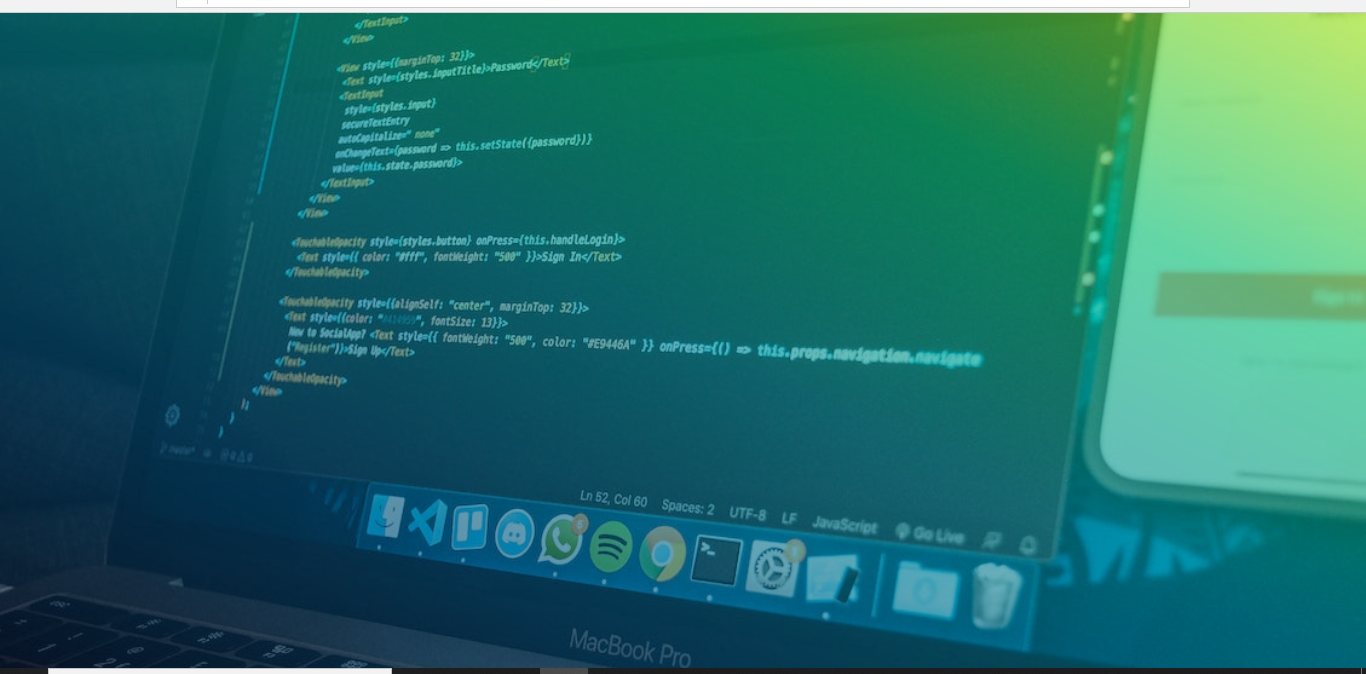 </TextInput>
</View>
<View style={{marginTop: 32}}>
<Text style={styles.inputTitle}>Password</Text>
<TextInput
style={styles.input}
secureTextEntry
autoCapitalize=" none"
onChangeText={password => this.setState({password})}
value={this.state.password}>
</TextInput>
</View>
</View>
<TouchableOpacity style={styles.button} onPress={this.handleLogin}>
<Text style={{ color: "#fff", fontWeight: "500" }}>Sign In</Text>
</TouchableOpacity>
<TouchableOpacity style={{alignSelf: "center", marginTop: 32}}>
<Text style={{color: "", fontSize: 13}}>
New to SocialApp? <Text style={{ fontWeight: "500", color: "#E9446A" }} onPress={() => this.props.navigation.navigate
("Register")}>Sign Up</Text>
</Text>
</TouchableOpacity>
</View>
);
}
}
Ln 52, Col 60 Spaces: 2 UTF-8 LF JavaScript Go Live
MacBook Pro